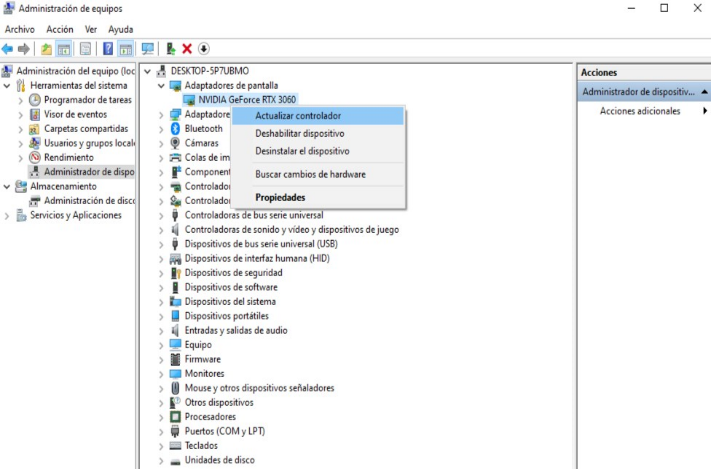 Administración de equipos
Archivo Acción Ver Ayuda
Administración del equipo (loc
Herramientas del sistema
Programador de tareas
Visor de eventos
Carpetas compartidas
Usuarios y grupos locale
Rendimiento
Administrador de dispo
Almacenamiento
Administración de disco
Servicios y Aplicaciones
DESKTOP-5P7UBMO
Adaptadores de pantalla
NVIDIA GeForce RTX 3060
Adaptadore
Bluetooth
Cámaras
Colas de im
Component
Controlado
Controlado
Controladoras de bus serie universal
Controladoras de sonido y vídeo y dispositivos de juego
Dispositivos de bus serie universal (USB)
Dispositivos de interfaz humana (HID)
Dispositivos de seguridad
Dispositivos de software
Dispositivos del sistema
Dispositivos portátiles
Entradas y salidas de audio
Equipo
Firmware
Monitores
Mouse y otros dispositivos señaladores
Otros dispositivos
Procesadores
Puertos (COM y LPT)
Teclados
Unidades de disco
Actualizar controlador
Deshabilitar dispositivo
Desinstalar el dispositivo
Buscar cambios de hardware
Propiedades
Acciones
Administrador de dispositiv...
Acciones adicionales